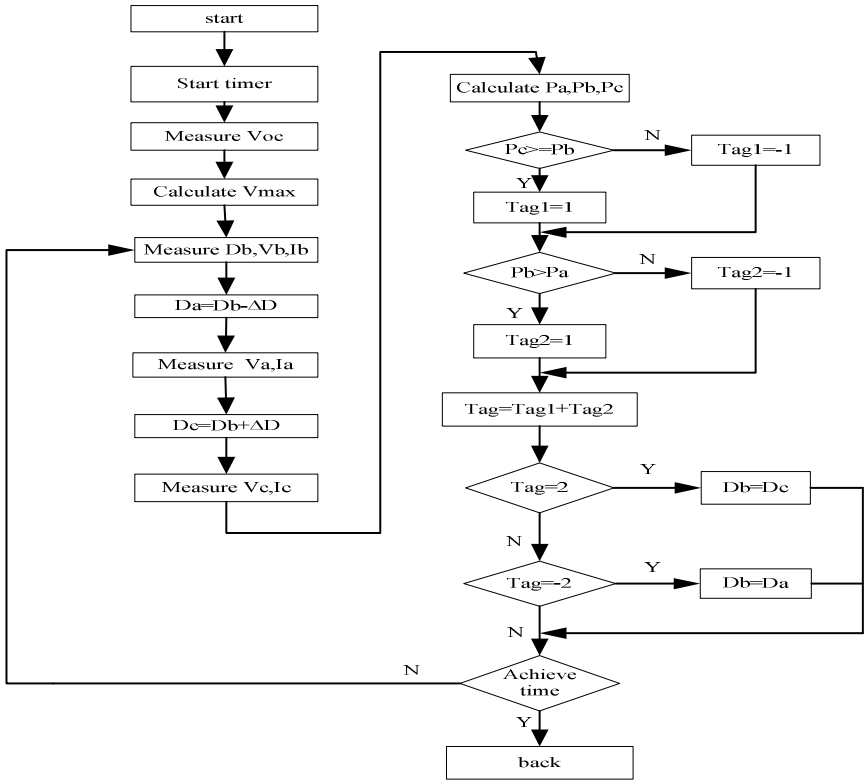 start
Start timer
Measure Voc
Calculate Vmax
Measure Db,Vb,Ib
Da=Db-ΔD
Measure Va,Ia
Dc=Db+ΔD
Measure Vc,Ic
Calculate Pa,Pb,Pc
Pc>=Pb
N
Tag1=-1
Y
Tag1=1
Pb>Pa
N
Tag2=-1
Y
Tag2=1
Tag=Tag1+Tag2
Tag=2
Y
Db=Dc
N
Tag=-2
Y
Db=Da
N
Achieve
time
N
Y
back